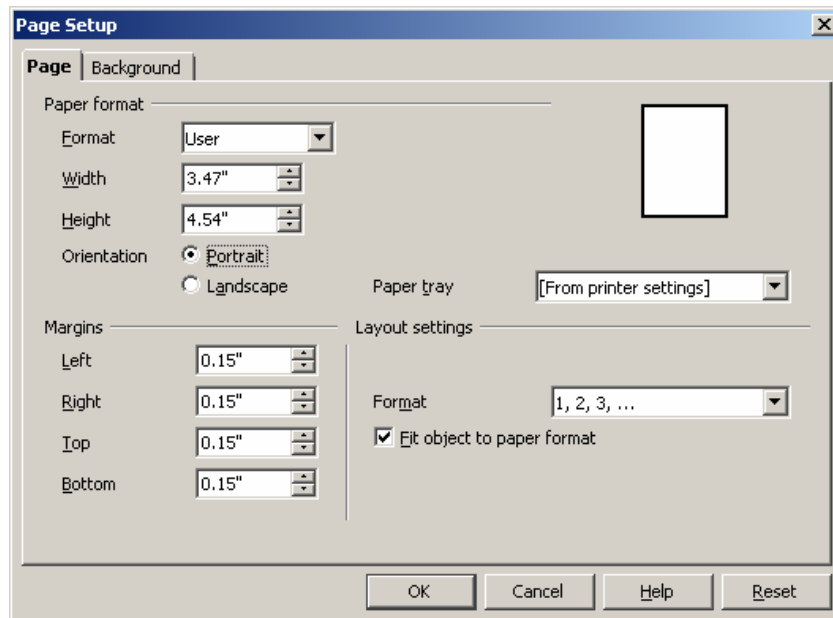 Page Setup
Page Background
Paper format
Format User
Width 3.47"
Height 4.54"
Orientation Portrait
Landscape Paper tray [From printer settings]
Margins Layout settings
Left 0.15"
Right 0.15" Format 1, 2, 3, ...
Top 0.15" Fit object to paper format
Bottom 0.15"
OK Cancel Help Reset